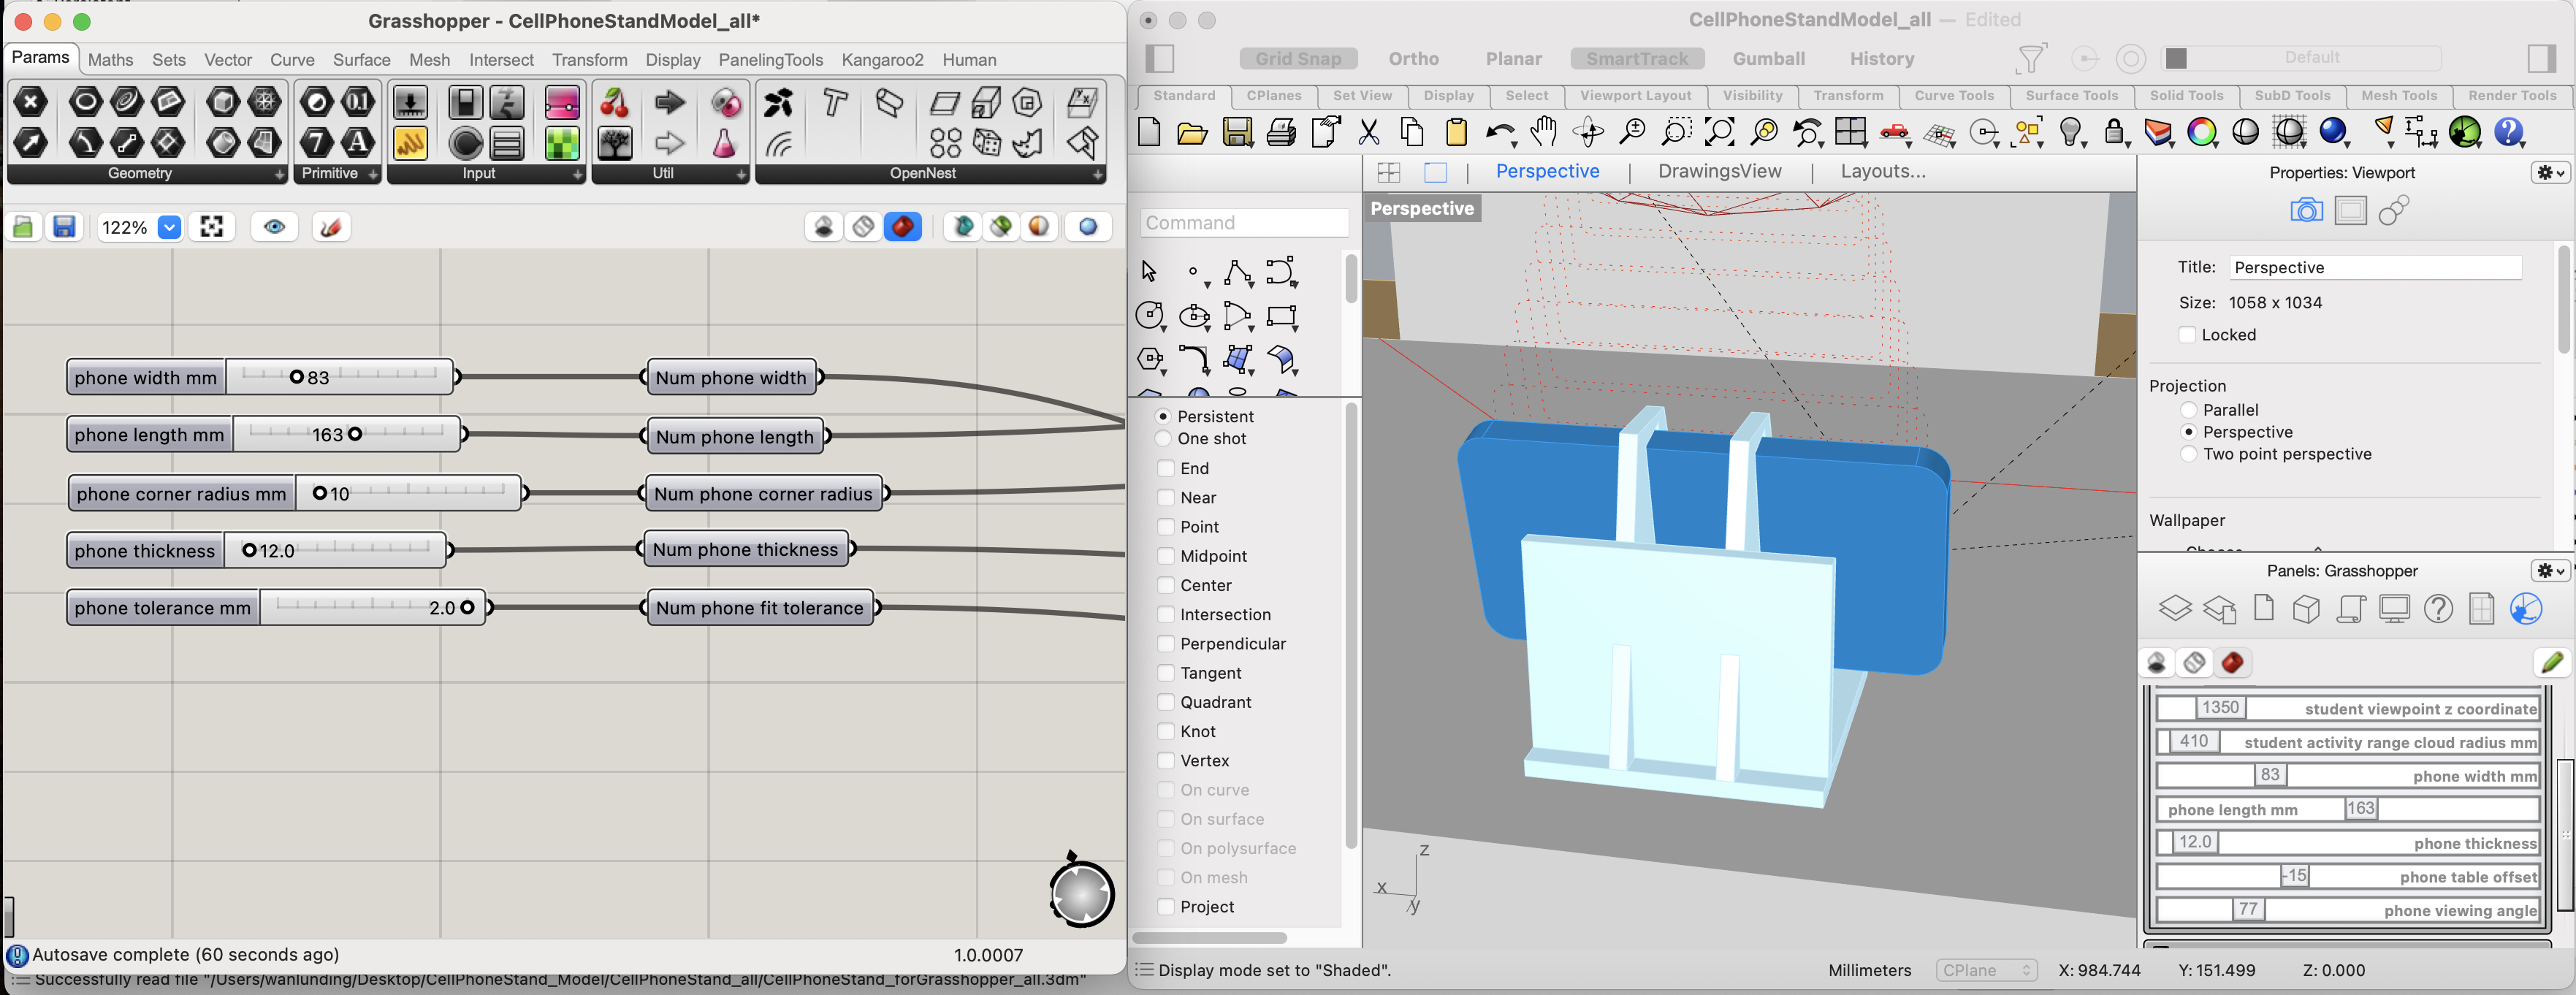 Grasshopper - CellPhoneStandModel_all*
Params Maths Sets Vector Curve Surface Mesh Intersect Transform Display PanelingTools Kangaroo2 Human
Geometry Primitive Input Util OpenNest
122%
phone width mm 83 Num phone width
phone length mm 163 Num phone length
phone corner radius mm 10 Num phone corner radius
phone thickness 12.0 Num phone thickness
phone tolerance mm 2.0 Num phone fit tolerance
Autosave complete (60 seconds ago) 1.0.0007
Successfully read file "/Users/wanlunding/Desktop/CellPhoneStand_Model/CellPhoneStand_all/CellPhoneStand_forGrasshopper_all.3dm"
CellPhoneStandModel_all — Edited
Grid Snap Ortho Planar SmartTrack Gumball History Default
Standard CPlanes Set View Display Select Viewport Layout Visibility Transform Curve Tools Surface Tools Solid Tools SubD Tools Mesh Tools Render Tools
Perspective DrawingsView Layouts...
Command
Persistent
One shot
End
Near
Point
Midpoint
Center
Intersection
Perpendicular
Tangent
Quadrant
Knot
Vertex
On curve
On surface
On polysurface
On mesh
Project
Perspective
z
x
y
Properties: Viewport
Title: Perspective
Size: 1058 x 1034
Locked
Projection
Parallel
Perspective
Two point perspective
Wallpaper
Panels: Grasshopper
1350 student viewpoint z coordinate
410 student activity range cloud radius mm
83 phone width mm
phone length mm 163
12.0 phone thickness
-15 phone table offset
77 phone viewing angle
Display mode set to "Shaded". Millimeters CPlane X: 984.744 Y: 151.499 Z: 0.000